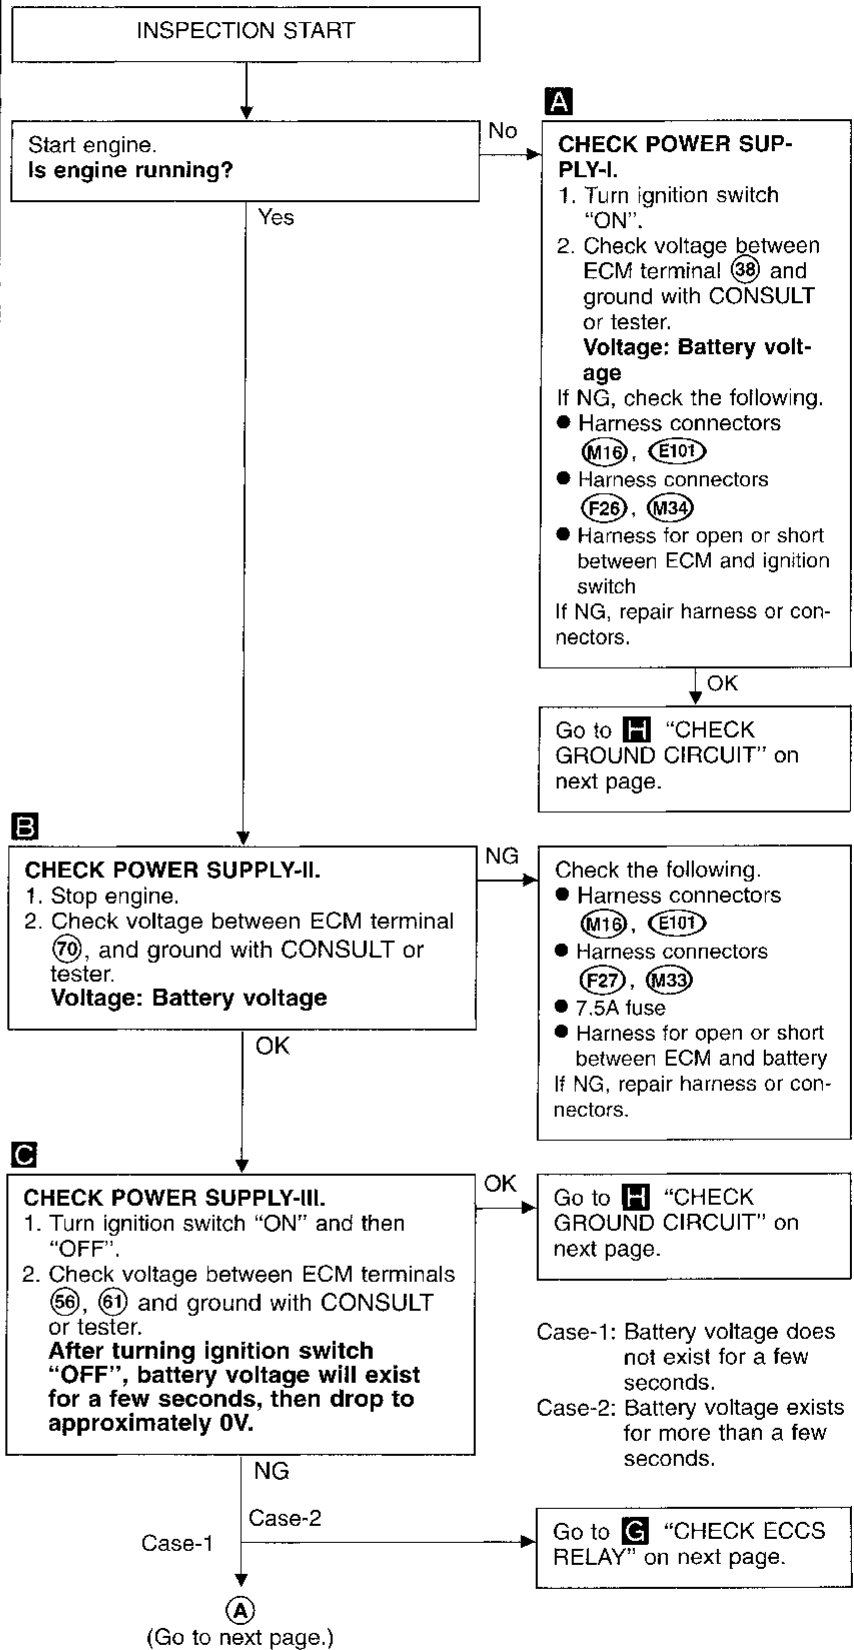 INSPECTION START
Start engine.
Is engine running?
No
Yes
A
CHECK POWER SUP-
PLY-I.
1. Turn ignition switch
“ON”.
2. Check voltage between
ECM terminal 38 and
ground with CONSULT
or tester.
Voltage: Battery volt-
age
If NG, check the following.
● Harness connectors
M16, E101
● Harness connectors
F26, M34
● Harness for open or short
between ECM and ignition
switch
If NG, repair harness or con-
nectors.
OK
Go to H “CHECK
GROUND CIRCUIT” on
next page.
B
CHECK POWER SUPPLY-II.
1. Stop engine.
2. Check voltage between ECM terminal
70, and ground with CONSULT or
tester.
Voltage: Battery voltage
NG
Check the following.
● Harness connectors
M16, E101
● Harness connectors
F27, M33
● 7.5A fuse
● Harness for open or short
between ECM and battery
If NG, repair harness or con-
nectors.
OK
C
CHECK POWER SUPPLY-III.
1. Turn ignition switch “ON” and then
“OFF”.
2. Check voltage between ECM terminals
56, 61 and ground with CONSULT
or tester.
After turning ignition switch
“OFF”, battery voltage will exist
for a few seconds, then drop to
approximately 0V.
OK
Go to H “CHECK
GROUND CIRCUIT” on
next page.
Case-1: Battery voltage does
not exist for a few
seconds.
Case-2: Battery voltage exists
for more than a few
seconds.
NG
Case-2
Case-1
Go to G “CHECK ECCS
RELAY” on next page.
A
(Go to next page.)